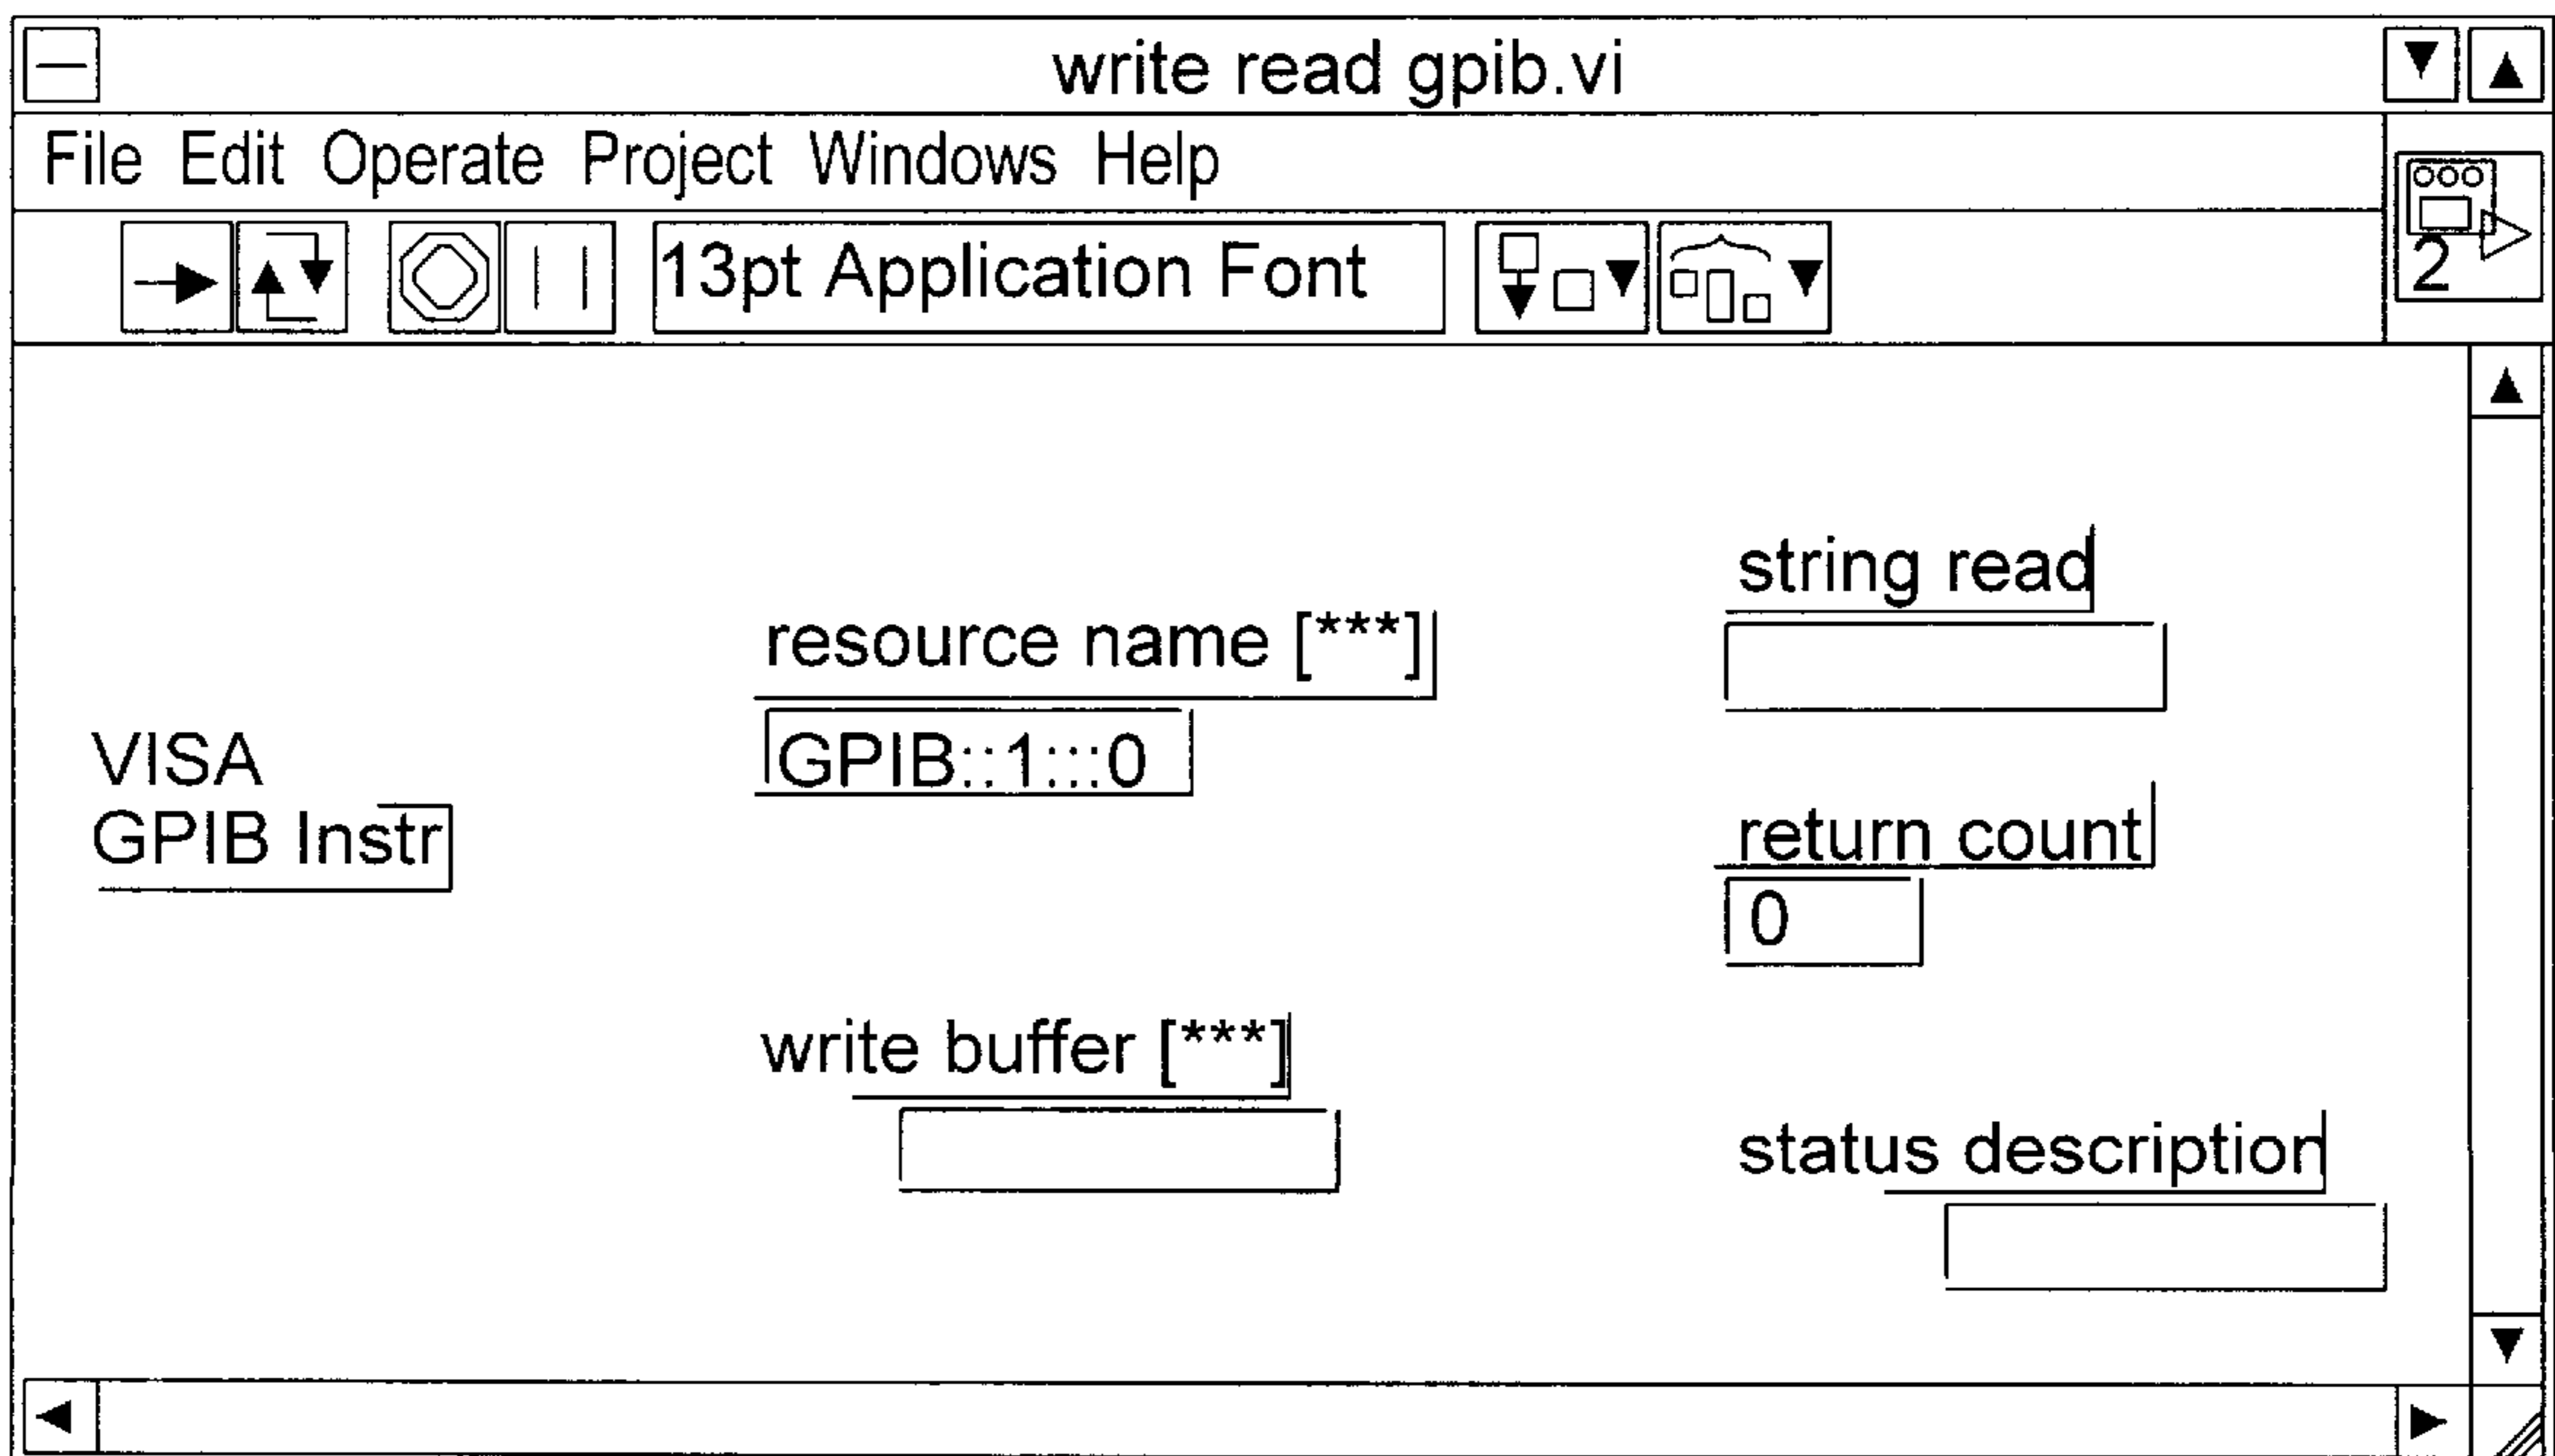 write read gpib.vi
File Edit Operate Project Windows Help
2
13pt Application Font
string read
resource name [***]
GPIB::1:::0
VISA
GPIB Instr
return count
0
write buffer [***]
status description